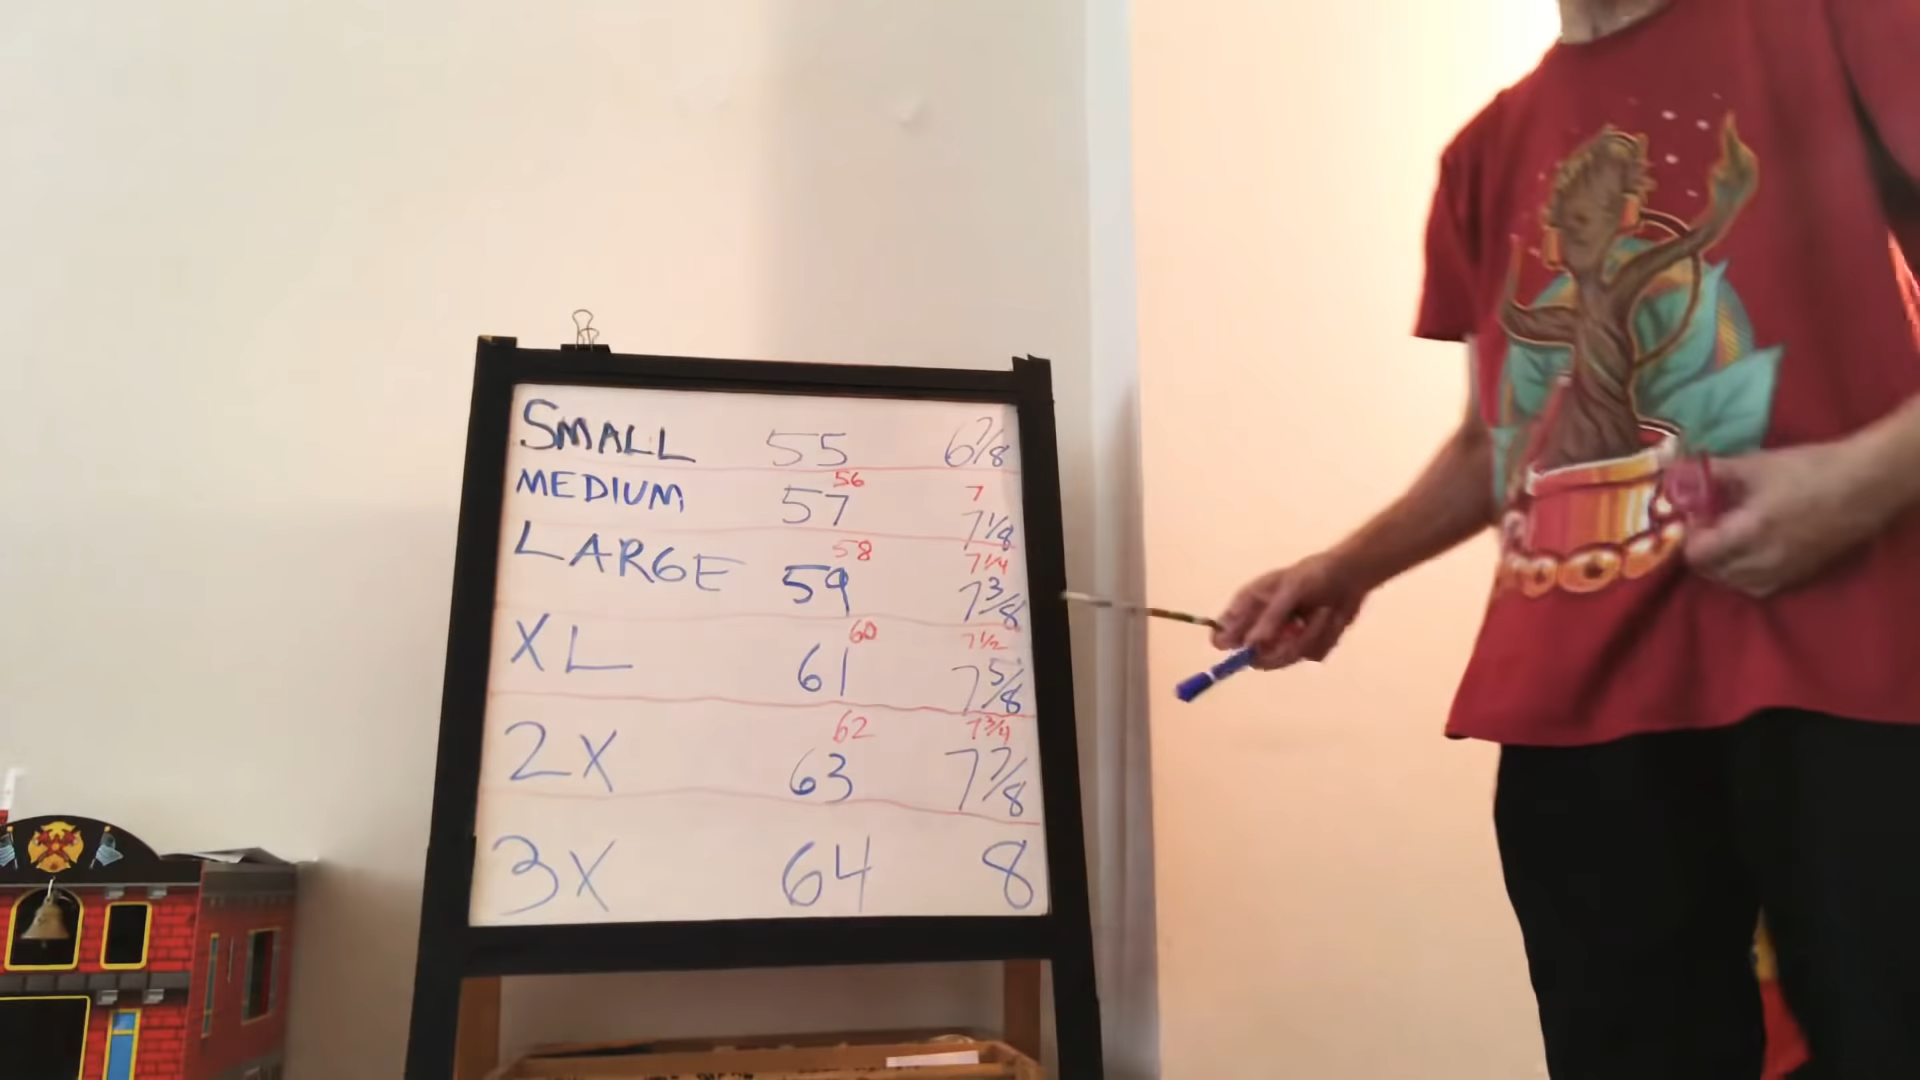 SMALL 55 6 7/8
56 7
MEDIUM 57 7 1/8
58 7 1/4
LARGE 59 7 3/8
60 7 1/2
XL 61 7 5/8
62 7 3/4
2X 63 7 7/8
3X 64 8